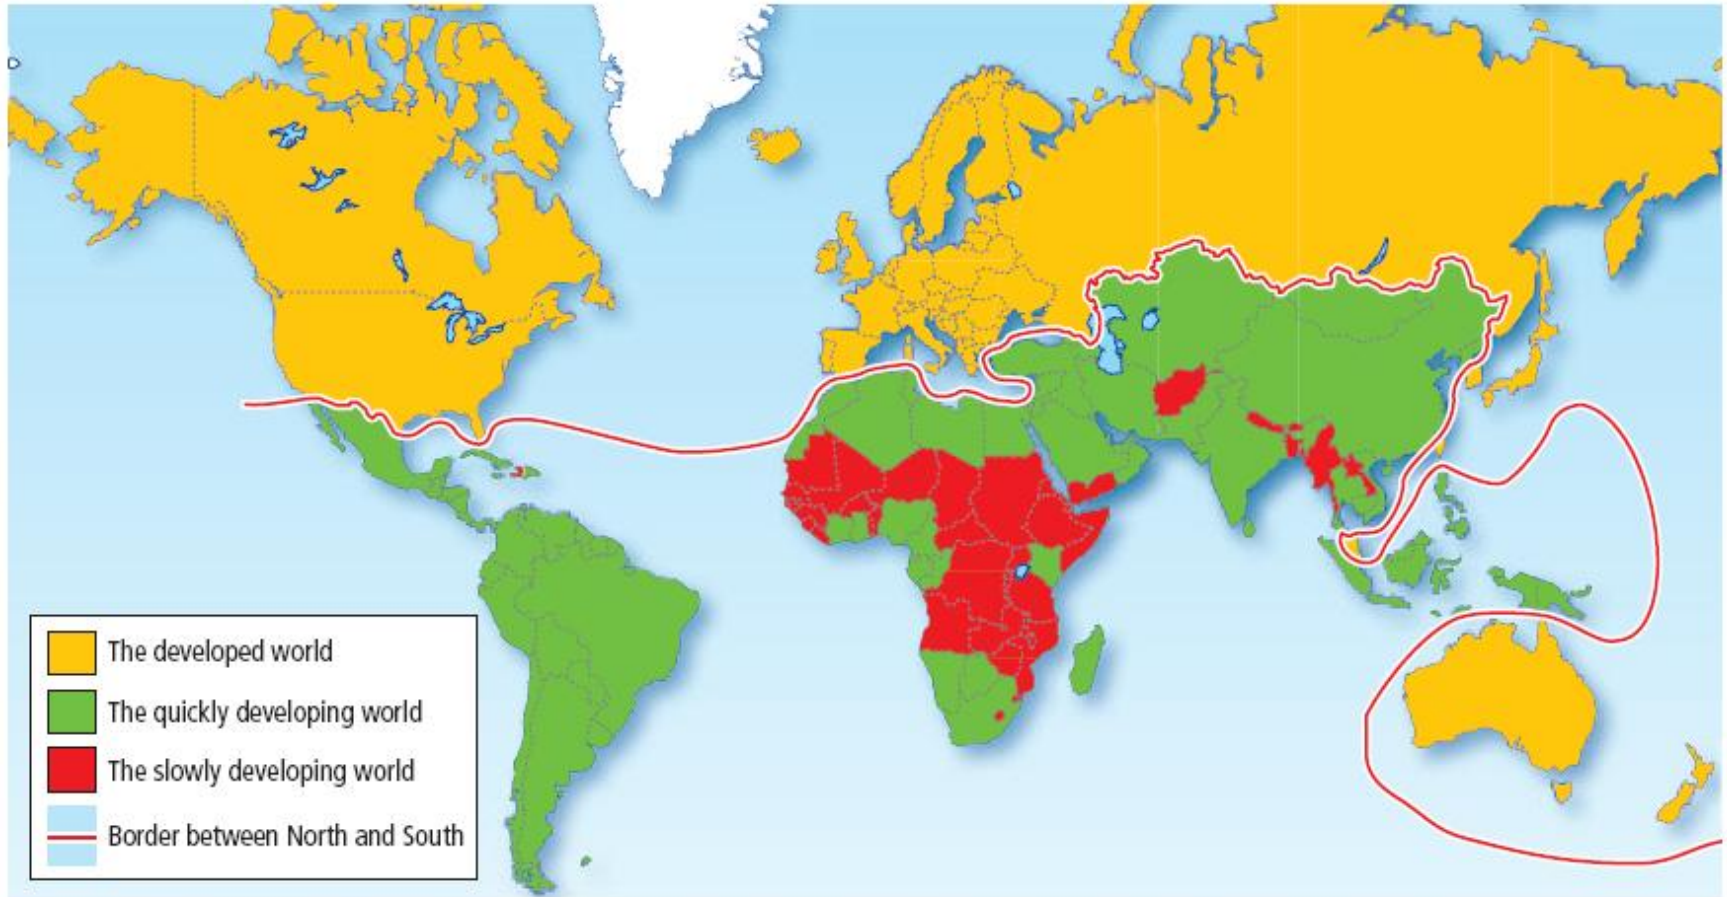 The developed world
The quickly developing world
The slowly developing world
Border between North and South